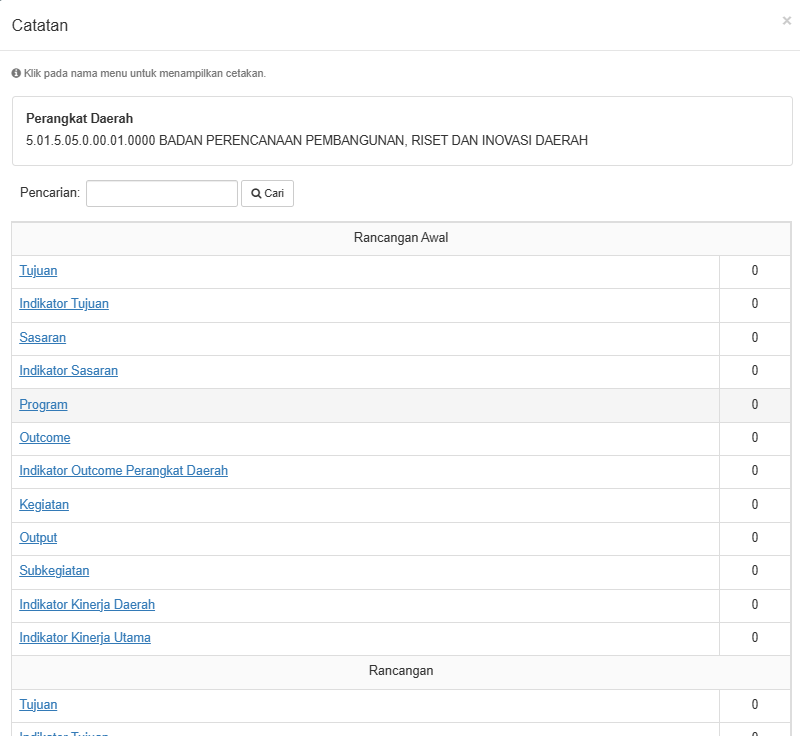 Catatan
×
Klik pada nama menu untuk menampilkan cetakan.
Perangkat Daerah
5.01.5.05.0.00.01.0000 BADAN PERENCANAAN PEMBANGUNAN, RISET DAN INOVASI DAERAH
Pencarian: Cari
Rancangan Awal
Tujuan 0
Indikator Tujuan 0
Sasaran 0
Indikator Sasaran 0
Program 0
Outcome 0
Indikator Outcome Perangkat Daerah 0
Kegiatan 0
Output 0
Subkegiatan 0
Indikator Kinerja Daerah 0
Indikator Kinerja Utama 0
Rancangan
Tujuan 0
Indikator Tujuan 0